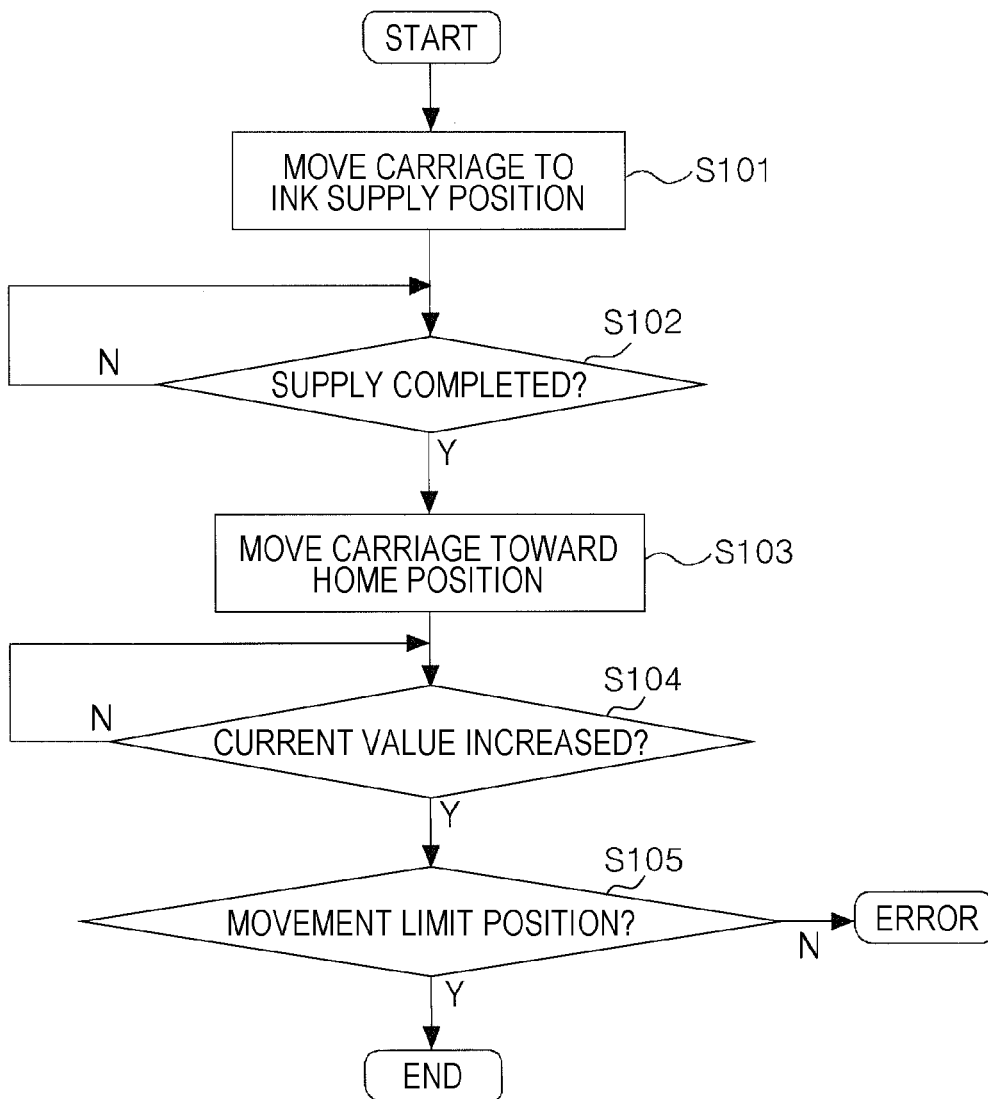 START
MOVE CARRIAGE TO
INK SUPPLY POSITION
S101
S102
N
SUPPLY COMPLETED?
Y
MOVE CARRIAGE TOWARD
HOME POSITION
S103
S104
N
CURRENT VALUE INCREASED?
Y
S105
MOVEMENT LIMIT POSITION?
N
ERROR
Y
END